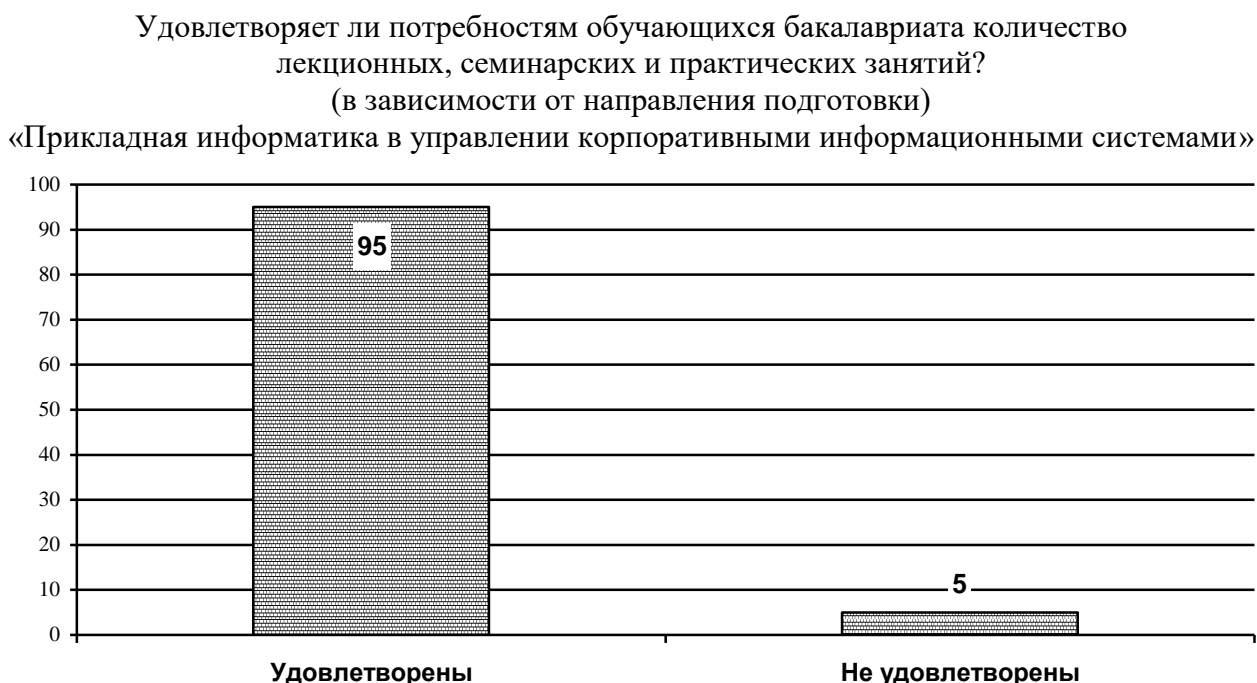 Удовлетворяет ли потребностям обучающихся бакалавриата количество
лекционных, семинарских и практических занятий?
(в зависимости от направления подготовки)
«Прикладная информатика в управлении корпоративными информационными системами»
100
90
80
70
60
50
40
30
20
10
0
95
5
Удовлетворены
Не удовлетворены